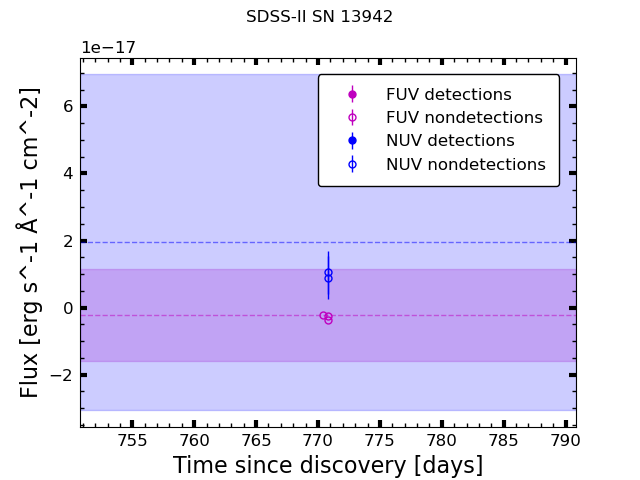 SDSS-II SN 13942
1e−17
FUV detections
FUV nondetections
NUV detections
NUV nondetections
6
4
2
0
−2
Flux [erg s^-1 Å^-1 cm^-2]
755 760 765 770 775 780 785 790
Time since discovery [days]